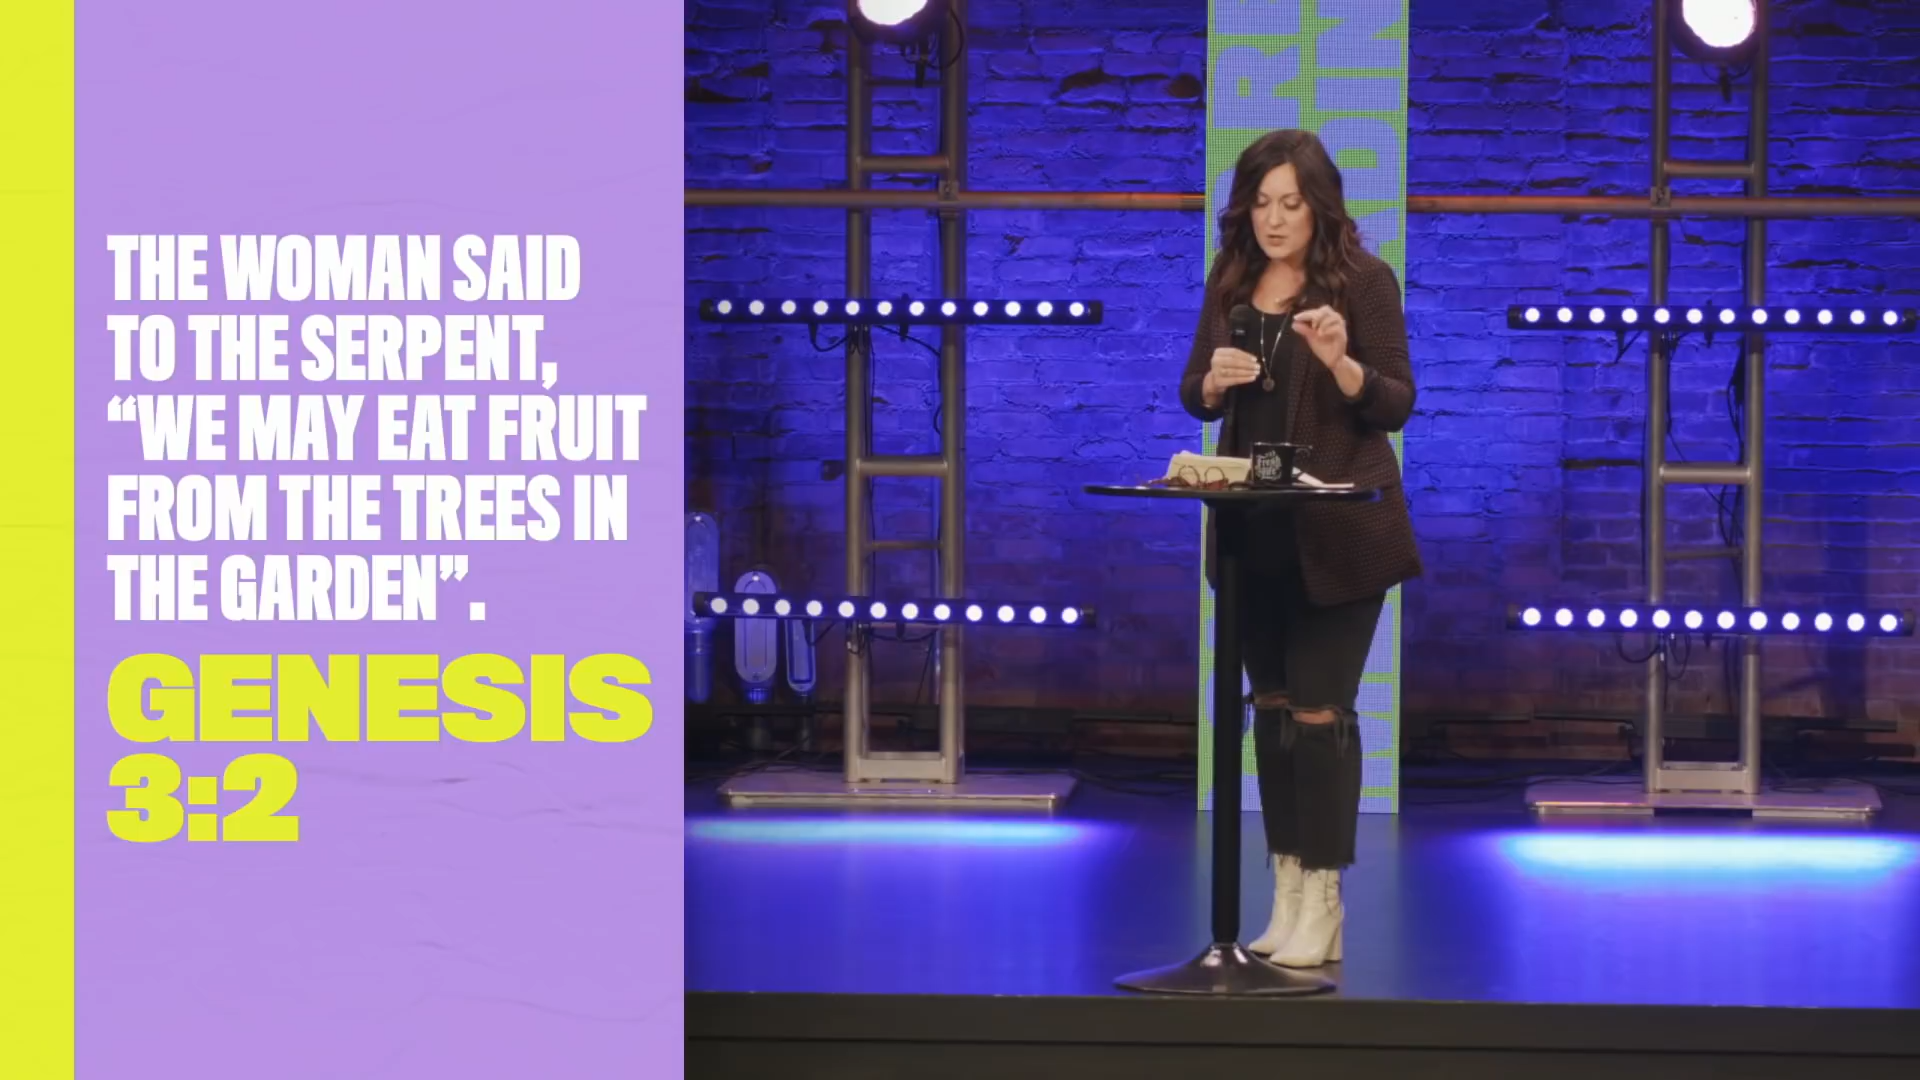 THE WOMAN SAID
TO THE SERPENT,
“WE MAY EAT FRUIT
FROM THE TREES IN
THE GARDEN”.
GENESIS
3:2